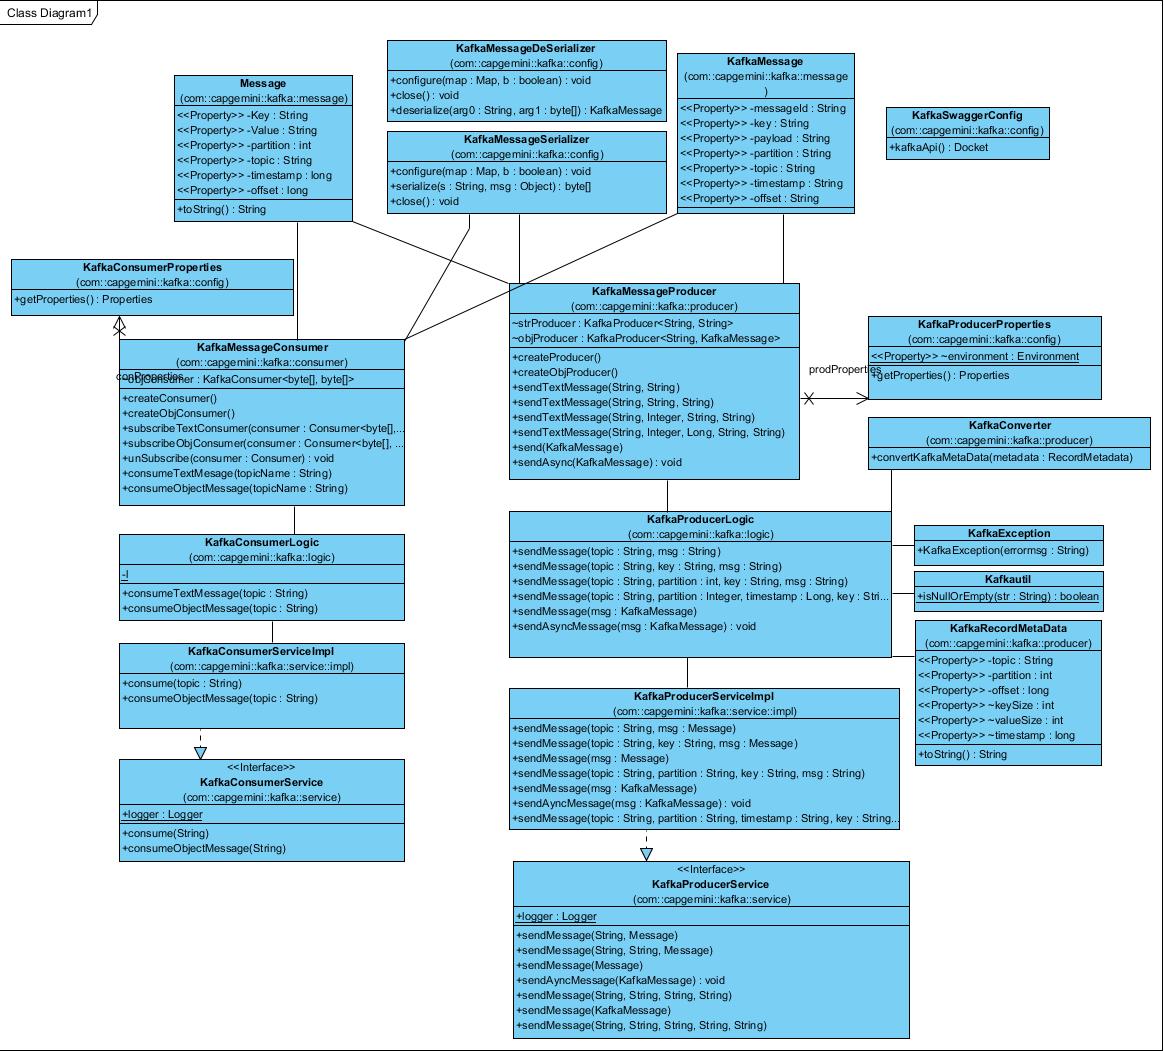 Class Diagram1
Message
(com::capgemini::kafka::message)
<<Property>> -Key : String
<<Property>> -Value : String
<<Property>> -partition : int
<<Property>> -topic : String
<<Property>> -timestamp : long
<<Property>> -offset : long
+toString() : String
KafkaMessageDeSerializer
(com::capgemini::kafka::config)
+configure(map : Map, b : boolean) : void
+close() : void
+deserialize(arg0 : String, arg1 : byte[]) : KafkaMessage
KafkaMessageSerializer
(com::capgemini::kafka::config)
+configure(map : Map, b : boolean) : void
+serialize(s : String, msg : Object) : byte[]
+close() : void
KafkaMessage
(com::capgemini::kafka::message
)
<<Property>> -messageId : String
<<Property>> -key : String
<<Property>> -payload : String
<<Property>> -partition : String
<<Property>> -topic : String
<<Property>> -timestamp : String
<<Property>> -offset : String
KafkaSwaggerConfig
(com::capgemini::kafka::config)
+kafkaApi() : Docket
KafkaConsumerProperties
(com::capgemini::kafka::config)
+getProperties() : Properties
KafkaMessageConsumer
(com::capgemini::kafka::consumer)
conProperties
~objConsumer : KafkaConsumer<byte[], byte[]>
+createConsumer()
+createObjConsumer()
+subscribeTextConsumer(consumer : Consumer<byte[],...
+subscribeObjConsumer(consumer : Consumer<byte[], ...
+unSubscribe(consumer : Consumer) : void
+consumeTextMesage(topicName : String)
+consumeObjectMessage(topicName : String)
KafkaMessageProducer
(com::capgemini::kafka::producer)
~strProducer : KafkaProducer<String, String>
~objProducer : KafkaProducer<String, KafkaMessage>
+createProducer()
+createObjProducer()
+sendTextMessage(String, String)
+sendTextMessage(String, String, String)
+sendTextMessage(String, Integer, String, String)
+sendTextMessage(String, Integer, Long, String, String)
+send(KafkaMessage)
+sendAsync(KafkaMessage) : void
prodProperties
KafkaProducerProperties
(com::capgemini::kafka::config)
<<Property>> ~environment : Environment
+getProperties() : Properties
KafkaConverter
(com::capgemini::kafka::producer)
+convertKafkaMetaData(metadata : RecordMetadata)
KafkaConsumerLogic
(com::capgemini::kafka::logic)
-l
+consumeTextMessage(topic : String)
+consumeObjectMessage(topic : String)
KafkaProducerLogic
(com::capgemini::kafka::logic)
+sendMessage(topic : String, msg : String)
+sendMessage(topic : String, key : String, msg : String)
+sendMessage(topic : String, partition : int, key : String, msg : String)
+sendMessage(topic : String, partition : Integer, timestamp : Long, key : Stri...
+sendMessage(msg : KafkaMessage)
+sendAsyncMessage(msg : KafkaMessage) : void
KafkaException
+KafkaException(errormsg : String)
Kafkautil
+isNullOrEmpty(str : String) : boolean
KafkaRecordMetaData
(com::capgemini::kafka::producer)
<<Property>> -topic : String
<<Property>> -partition : int
<<Property>> -offset : long
<<Property>> ~keySize : int
<<Property>> ~valueSize : int
<<Property>> ~timestamp : long
+toString() : String
KafkaConsumerServiceImpl
(com::capgemini::kafka::service::impl)
+consume(topic : String)
+consumeObjectMessage(topic : String)
KafkaProducerServiceImpl
(com::capgemini::kafka::service::impl)
+sendMessage(topic : String, msg : Message)
+sendMessage(topic : String, key : String, msg : Message)
+sendMessage(msg : Message)
+sendMessage(topic : String, partition : String, key : String, msg : String)
+sendMessage(msg : KafkaMessage)
+sendAyncMessage(msg : KafkaMessage) : void
+sendMessage(topic : String, partition : String, timestamp : String, key : String...
<<Interface>>
KafkaConsumerService
(com::capgemini::kafka::service)
+logger : Logger
+consume(String)
+consumeObjectMessage(String)
<<Interface>>
KafkaProducerService
(com::capgemini::kafka::service)
+logger : Logger
+sendMessage(String, Message)
+sendMessage(String, String, Message)
+sendMessage(Message)
+sendAyncMessage(KafkaMessage) : void
+sendMessage(String, String, String, String)
+sendMessage(KafkaMessage)
+sendMessage(String, String, String, String, String)